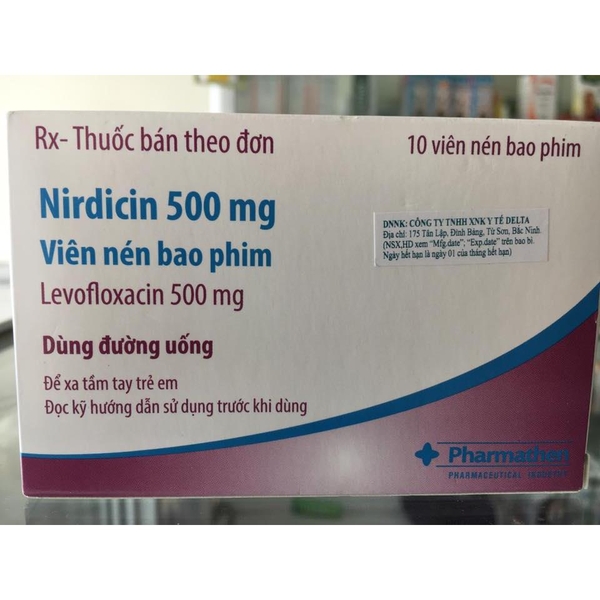 Rx- Thuốc bán theo đơn
10 viên nén bao phim
Nirdicin 500 mg
Viên nén bao phim
Levofloxacin 500 mg
DNNK: CÔNG TY TNHH XNK Y TẾ DELTA
Địa chỉ: 175 Tân Lập, Đình Bảng, Từ Sơn, Bắc Ninh.
(NSX,HD xem "Mfg.date"; "Exp.date" trên bao bì.
Ngày hết hạn là ngày 01 của tháng hết hạn)
Dùng đường uống
Để xa tầm tay trẻ em
Đọc kỹ hướng dẫn sử dụng trước khi dùng
Pharmathen
PHARMACEUTICAL INDUSTRY